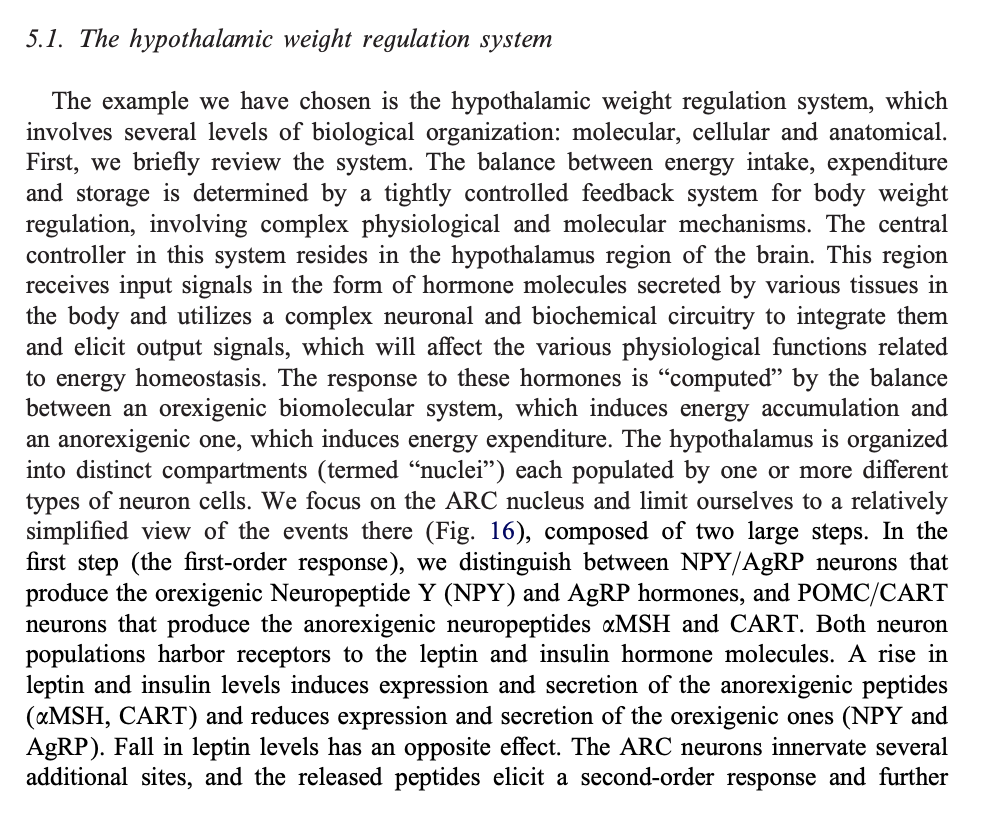 5.1. The hypothalamic weight regulation system
The example we have chosen is the hypothalamic weight regulation system, which
involves several levels of biological organization: molecular, cellular and anatomical.
First, we briefly review the system. The balance between energy intake, expenditure
and storage is determined by a tightly controlled feedback system for body weight
regulation, involving complex physiological and molecular mechanisms. The central
controller in this system resides in the hypothalamus region of the brain. This region
receives input signals in the form of hormone molecules secreted by various tissues in
the body and utilizes a complex neuronal and biochemical circuitry to integrate them
and elicit output signals, which will affect the various physiological functions related
to energy homeostasis. The response to these hormones is “computed” by the balance
between an orexigenic biomolecular system, which induces energy accumulation and
an anorexigenic one, which induces energy expenditure. The hypothalamus is organized
into distinct compartments (termed “nuclei”) each populated by one or more different
types of neuron cells. We focus on the ARC nucleus and limit ourselves to a relatively
simplified view of the events there (Fig. 16), composed of two large steps. In the
first step (the first-order response), we distinguish between NPY/AgRP neurons that
produce the orexigenic Neuropeptide Y (NPY) and AgRP hormones, and POMC/CART
neurons that produce the anorexigenic neuropeptides αMSH and CART. Both neuron
populations harbor receptors to the leptin and insulin hormone molecules. A rise in
leptin and insulin levels induces expression and secretion of the anorexigenic peptides
(αMSH, CART) and reduces expression and secretion of the orexigenic ones (NPY and
AgRP). Fall in leptin levels has an opposite effect. The ARC neurons innervate several
additional sites, and the released peptides elicit a second-order response and further